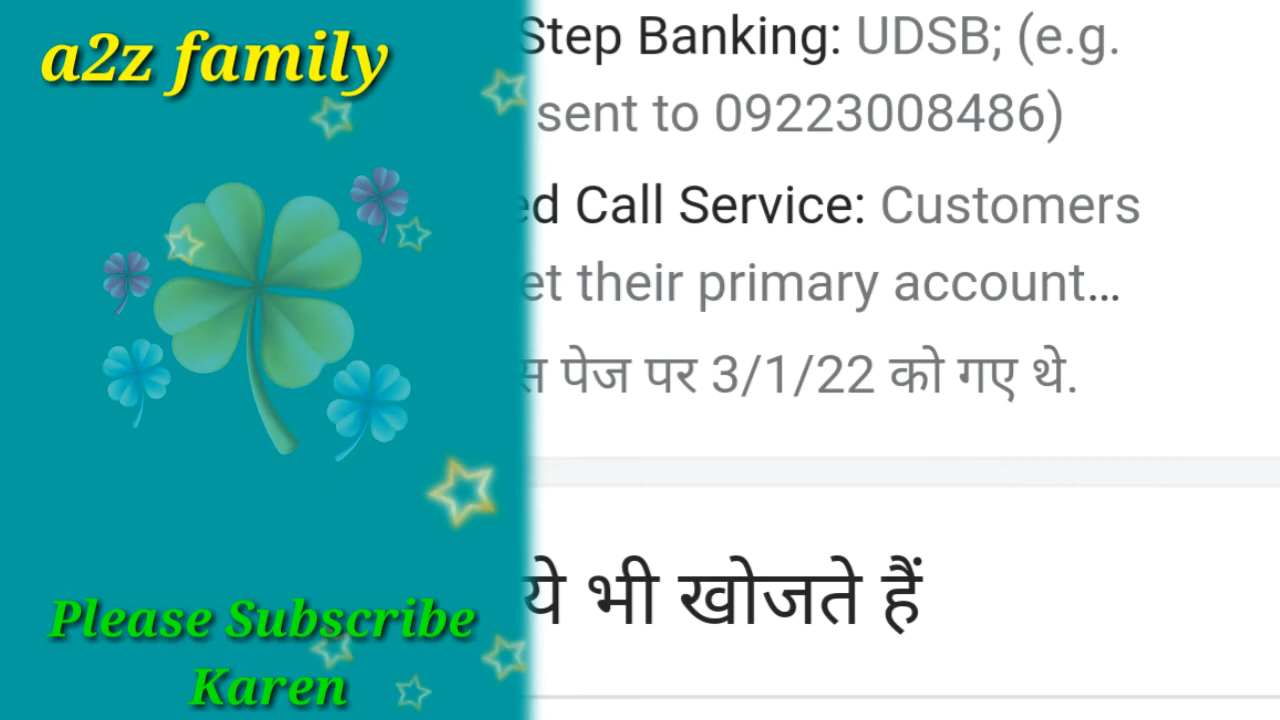 a2z family
Please Subscribe
Karen
Step Banking: UDSB; (e.g.
sent to 09223008486)
ed Call Service: Customers
et their primary account...
स पेज पर 3/1/22 को गए थे.
ये भी खोजते हैं